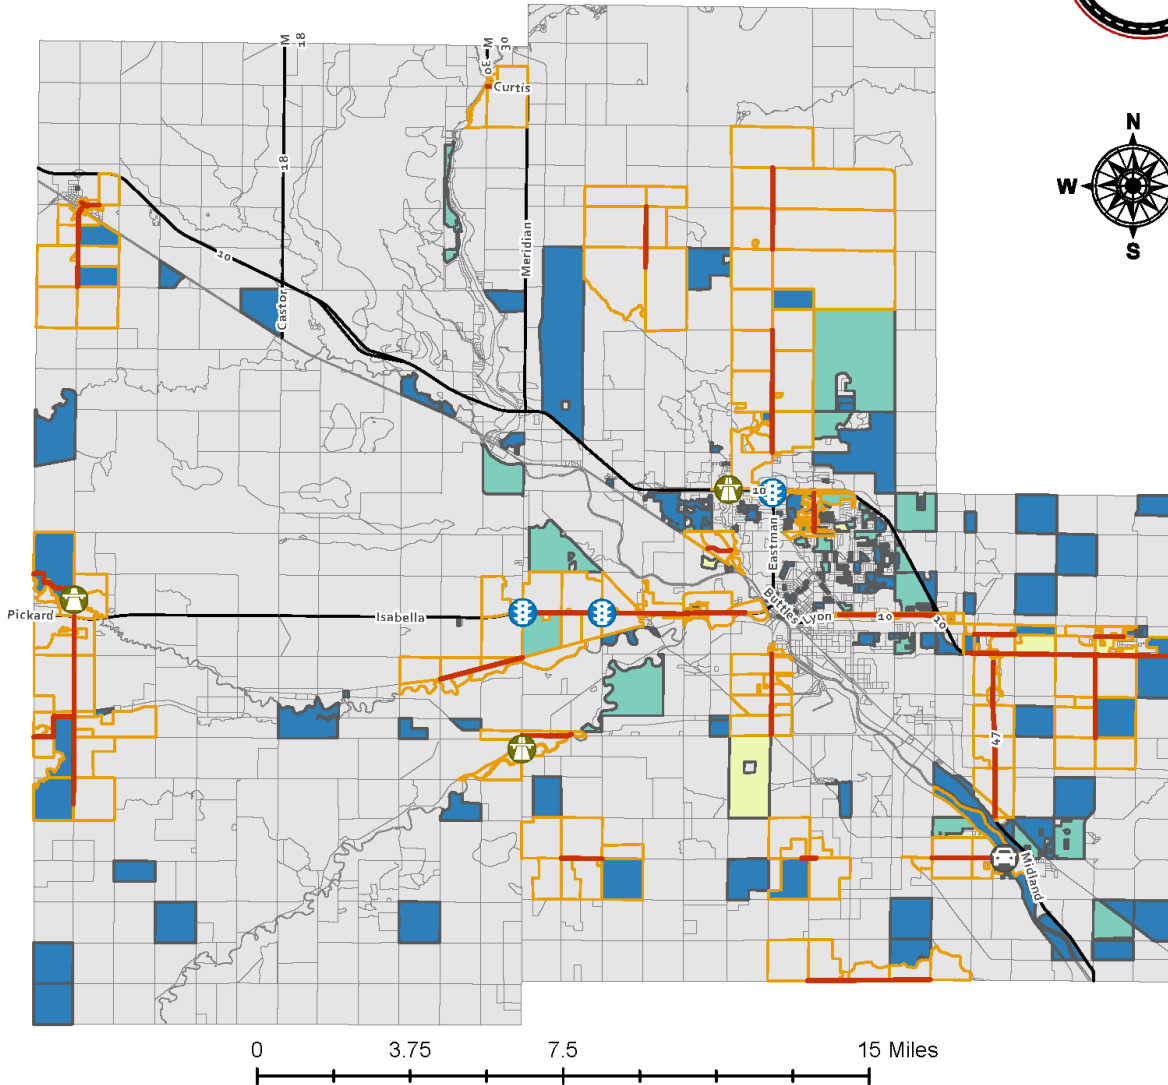 M 18
M 30
30
Curtis
18
N
W
S
10
Meridian
Castor
10
Eastman
Pickard
Isabella
Buttles
Lyon
10
10
47
Midland
0 3.75 7.5 15 Miles